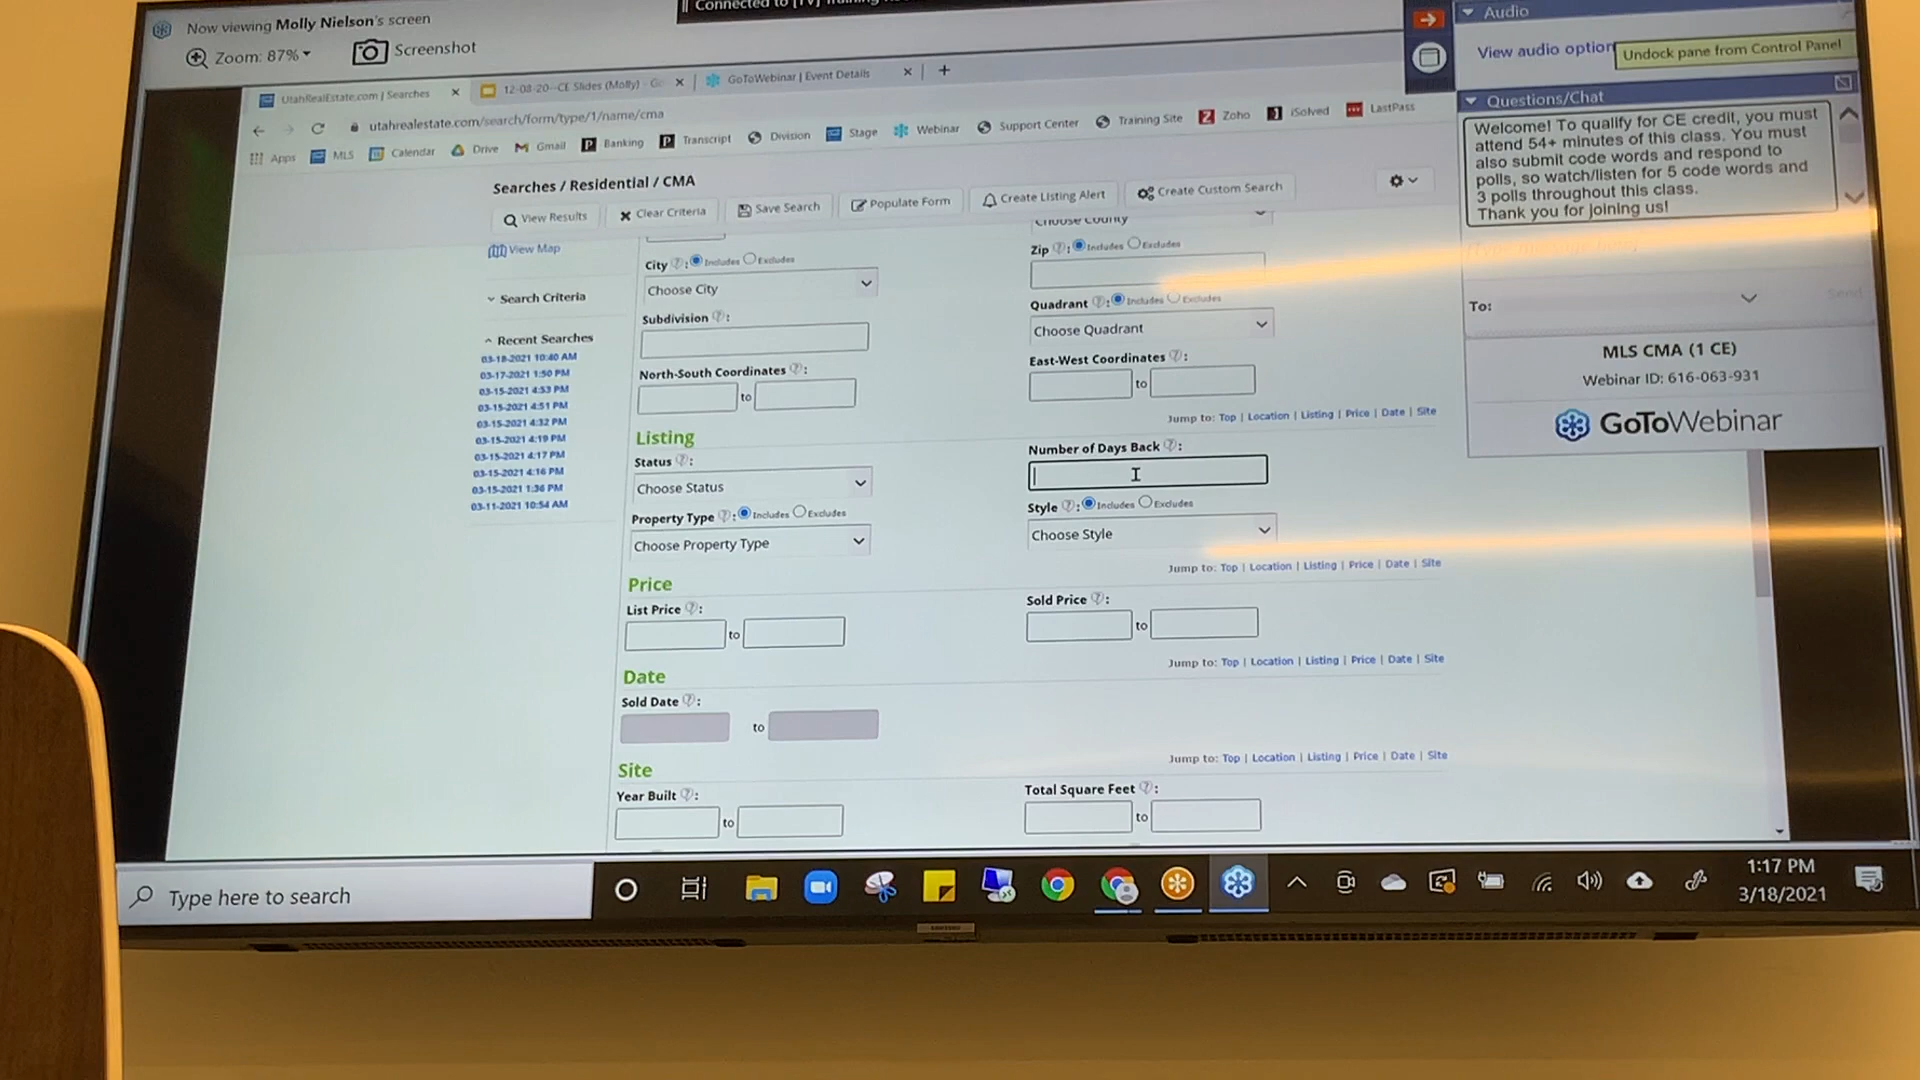 Now viewing Molly Nielson's screen
Zoom: 87%
Screenshot
UtahRealEstate.com | Searches
12-08-20--CE Slides (Molly) - Go
GoToWebinar | Event Details
utahrealestate.com/search/form/type/1/name/cma
Apps MLS Calendar Drive Gmail Banking Transcript Division Stage Webinar Support Center Training Site Zoho iSolved LastPass
Searches / Residential / CMA
View Results Clear Criteria Save Search Populate Form Create Listing Alert Create Custom Search
View Map
Search Criteria
Recent Searches
03-18-2021 10:40 AM
03-17-2021 1:50 PM
03-15-2021 4:53 PM
03-15-2021 4:51 PM
03-15-2021 4:32 PM
03-15-2021 4:19 PM
03-15-2021 4:17 PM
03-15-2021 4:16 PM
03-15-2021 1:36 PM
03-11-2021 10:54 AM
Choose County
City : Includes Excludes
Choose City
Zip : Includes Excludes
Subdivision :
Quadrant : Includes Excludes
Choose Quadrant
North-South Coordinates :
to
East-West Coordinates :
to
Jump to: Top | Location | Listing | Price | Date | Site
Listing
Status :
Choose Status
Number of Days Back :
Property Type : Includes Excludes
Choose Property Type
Style : Includes Excludes
Choose Style
Jump to: Top | Location | Listing | Price | Date | Site
Price
List Price :
to
Sold Price :
to
Jump to: Top | Location | Listing | Price | Date | Site
Date
Sold Date :
to
Jump to: Top | Location | Listing | Price | Date | Site
Site
Year Built :
to
Total Square Feet :
to
Audio
View audio option
Undock pane from Control Panel
Questions/Chat
Welcome! To qualify for CE credit, you must
attend 54+ minutes of this class. You must
also submit code words and respond to
polls, so watch/listen for 5 code words and
3 polls throughout this class.
Thank you for joining us!
To:
Send
MLS CMA (1 CE)
Webinar ID: 616-063-931
GoToWebinar
Type here to search
1:17 PM
3/18/2021
SAMSUNG